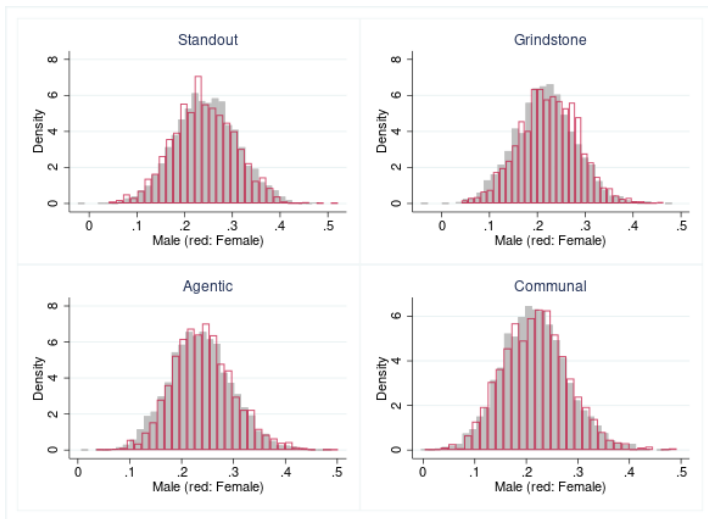 Standout
Grindstone
Density
8
6
4
2
0
0 .1 .2 .3 .4 .5
Male (red: Female)
Density
8
6
4
2
0
0 .1 .2 .3 .4 .5
Male (red: Female)
Agentic
Communal
Density
8
6
4
2
0
0 .1 .2 .3 .4 .5
Male (red: Female)
Density
6
4
2
0
0 .1 .2 .3 .4 .5
Male (red: Female)